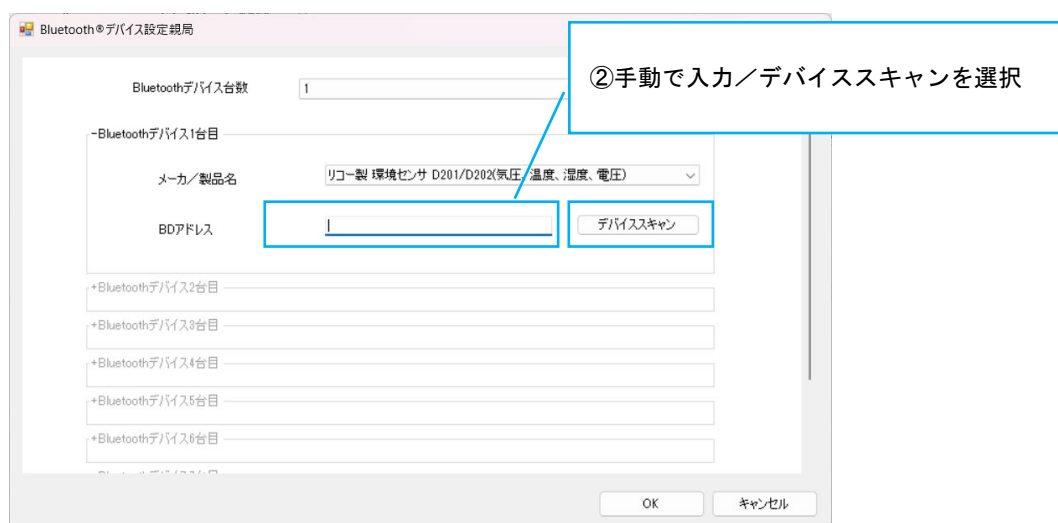 Bluetooth®デバイス設定親局
②手動で入力／デバイススキャンを選択
Bluetoothデバイス台数 1
-Bluetoothデバイス1台目
メーカ／製品名 リコー製 環境センサ D201/D202(気圧、温度、湿度、電圧)
BDアドレス デバイススキャン
+Bluetoothデバイス2台目
+Bluetoothデバイス3台目
+Bluetoothデバイス4台目
+Bluetoothデバイス5台目
+Bluetoothデバイス6台目
OK キャンセル